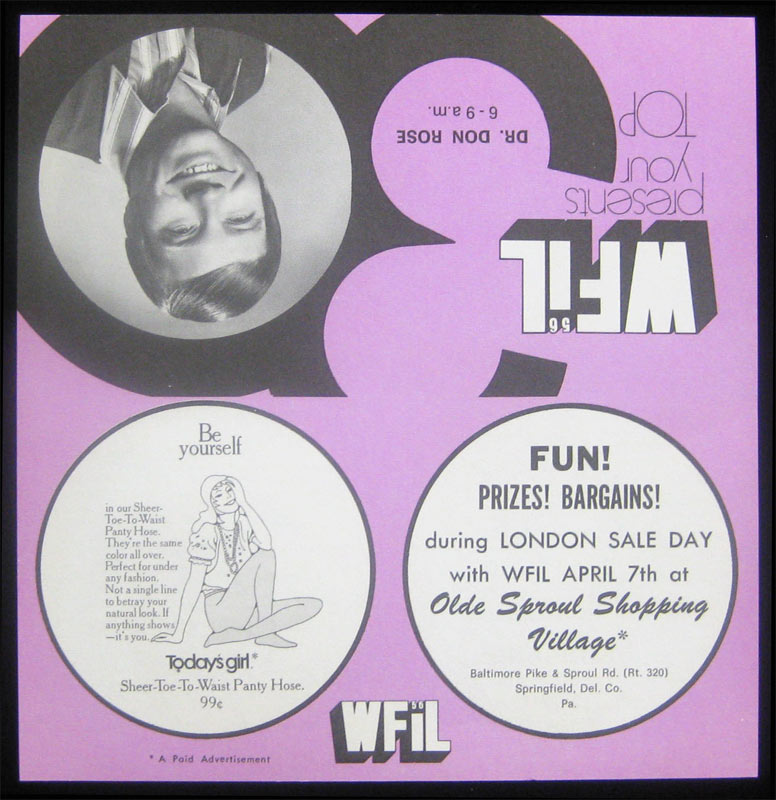 WFiL
56
presents
your
TOP
DR. DON ROSE
6-9 a.m.
Be
yourself
in our Sheer-
Toe-To-Waist
Panty Hose.
They're the same
color all over.
Perfect for under
any fashion.
Not a single line
to betray your
natural look. If
anything shows
—it's you.
Today's girl.*
Sheer-Toe-To-Waist Panty Hose.
99¢
FUN!
PRIZES! BARGAINS!
during LONDON SALE DAY
with WFIL APRIL 7th at
Olde Sproul Shopping
Village*
Baltimore Pike & Sproul Rd. (Rt. 320)
Springfield, Del. Co.
Pa.
WFiL
56
* A Paid Advertisement